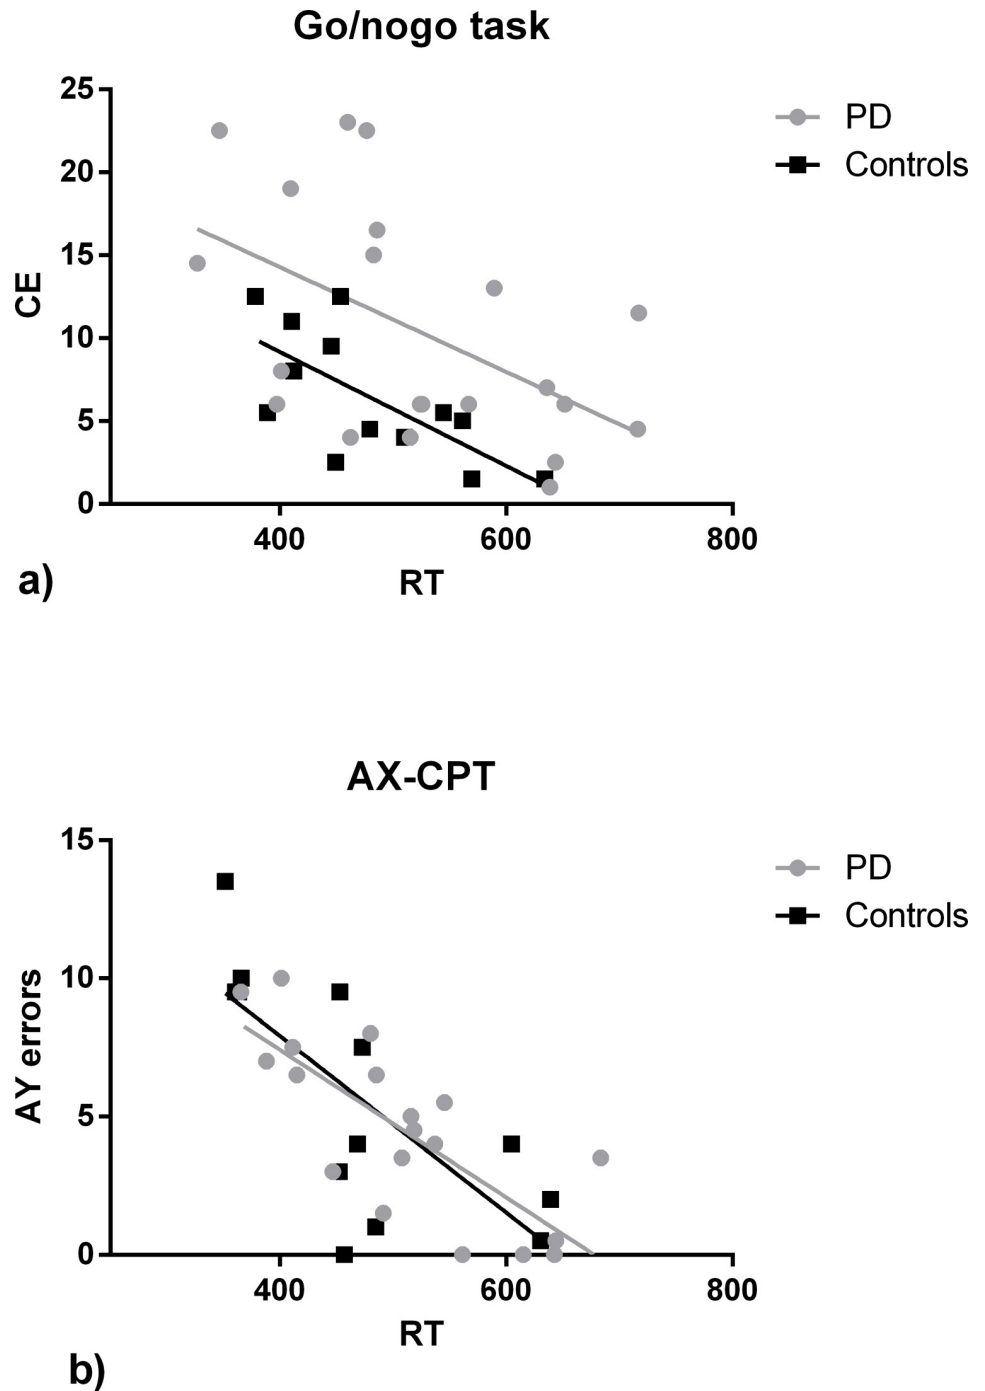 Go/nogo task
25
20
15
10
5
0
CE
400 600 800
RT
PD
Controls
a)
AX-CPT
15
10
5
0
AY errors
400 600 800
RT
PD
Controls
b)